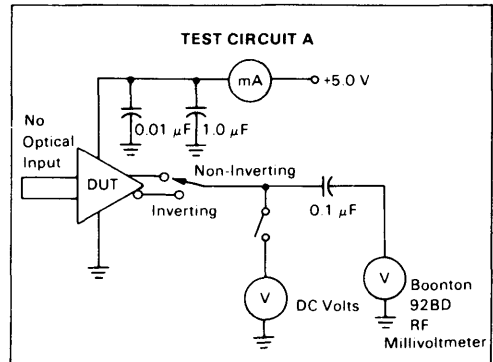 TEST CIRCUIT A
mA
+5.0 V
No
Optical
Input
0.01 µF
1.0 µF
DUT
Non-Inverting
Inverting
0.1 µF
V
DC Volts
V
Boonton
92BD
RF
Millivoltmeter